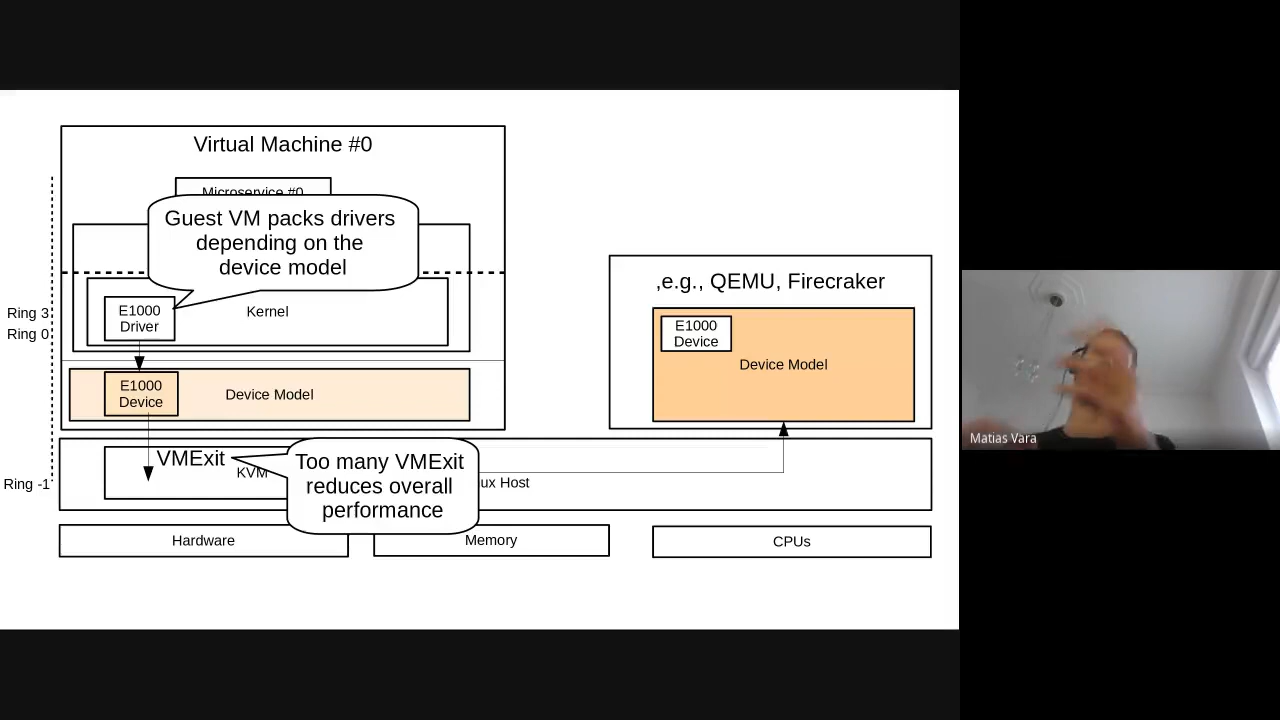 Virtual Machine #0
Microservice #0
Guest VM packs drivers
depending on the
device model
Ring 3
Ring 0
E1000
Driver
Kernel
,e.g., QEMU, Firecraker
E1000
Device
Device Model
E1000
Device
Device Model
VMExit
KVM
Too many VMExit
reduces overall
performance
ux Host
Ring -1
Hardware
Memory
CPUs
Matias Vara